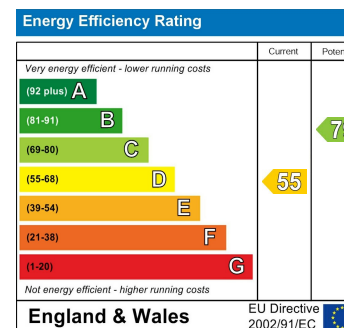 Energy Efficiency Rating
Current
Very energy efficient - lower running costs
(92 plus) A
(81-91) B
(69-80) C
(55-68) D 55
(39-54) E
(21-38) F
(1-20) G
Not energy efficient - higher running costs
England & Wales
EU Directive
2002/91/EC